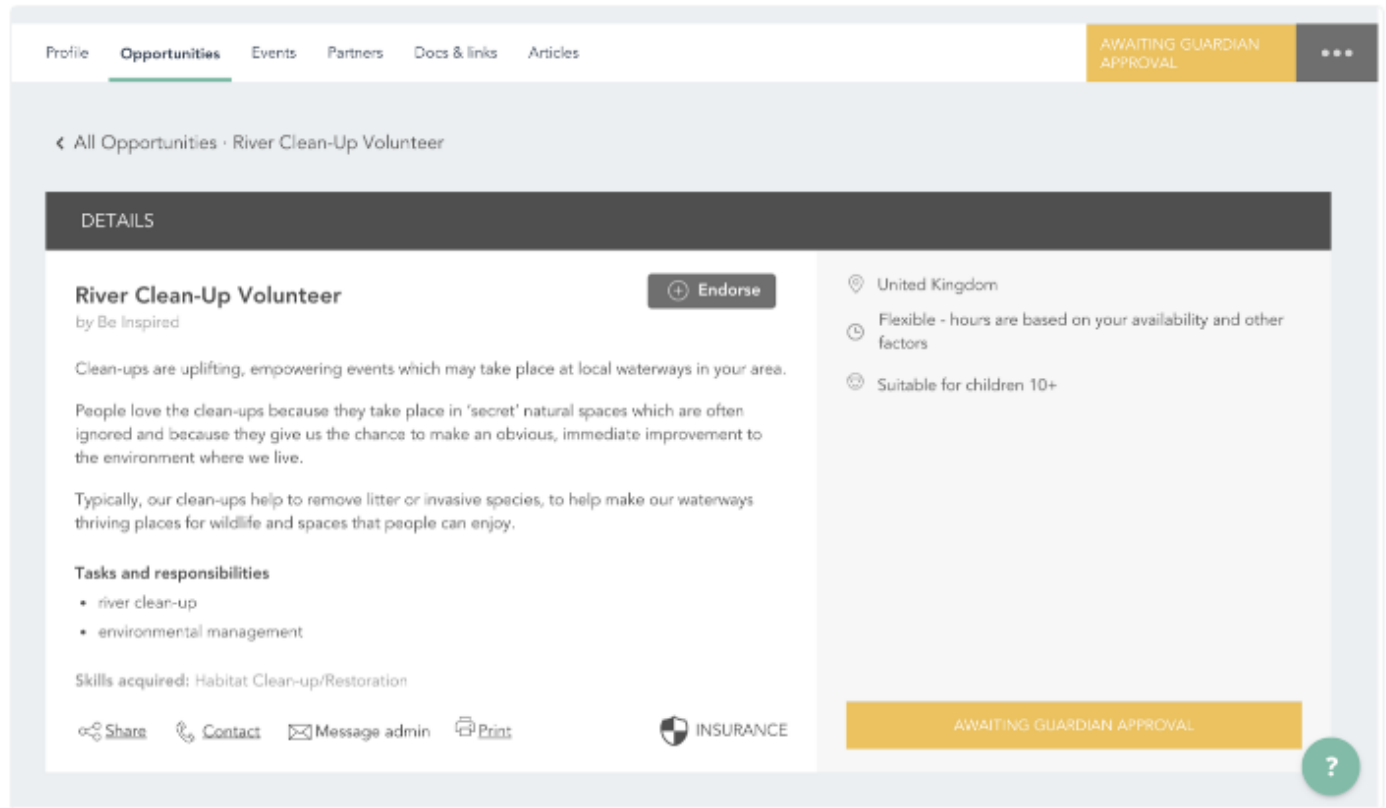 Profile Opportunities Events Partners Docs & links Articles
AWAITING GUARDIAN
APPROVAL
All Opportunities · River Clean-Up Volunteer
DETAILS
River Clean-Up Volunteer
Endorse
by Be Inspired
Clean-ups are uplifting, empowering events which may take place at local waterways in your area.
People love the clean-ups because they take place in ‘secret’ natural spaces which are often
ignored and because they give us the chance to make an obvious, immediate improvement to
the environment where we live.
Typically, our clean-ups help to remove litter or invasive species, to help make our waterways
thriving places for wildlife and spaces that people can enjoy.
Tasks and responsibilities
• river clean-up
• environmental management
Skills acquired: Habitat Clean-up/Restoration
Share Contact Message admin Print INSURANCE
United Kingdom
Flexible - hours are based on your availability and other
factors
Suitable for children 10+
AWAITING GUARDIAN APPROVAL
?